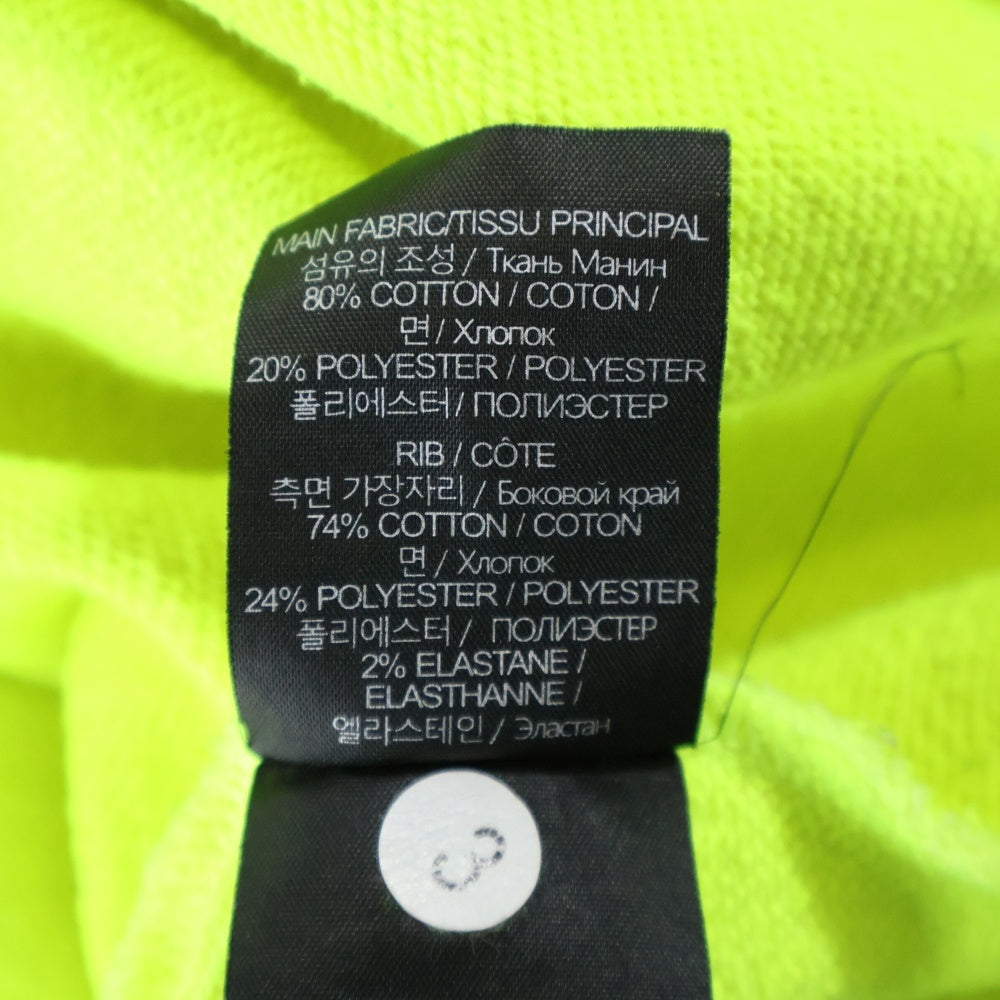 MAIN FABRIC/TISSU PRINCIPAL
섬유의 조성 / Ткань Манин
80% COTTON / COTON /
면 / Хлопок
20% POLYESTER / POLYESTER
폴리에스터 / ПОЛИЭСТЕР
RIB / CÔTE
측면 가장자리 / Боковой край
74% COTTON / COTON
면 / Хлопок
24% POLYESTER / POLYESTER
폴리에스터 / ПОЛИЭСТЕР
2% ELASTANE /
ELASTHANNE /
엘라스테인 / Эластан